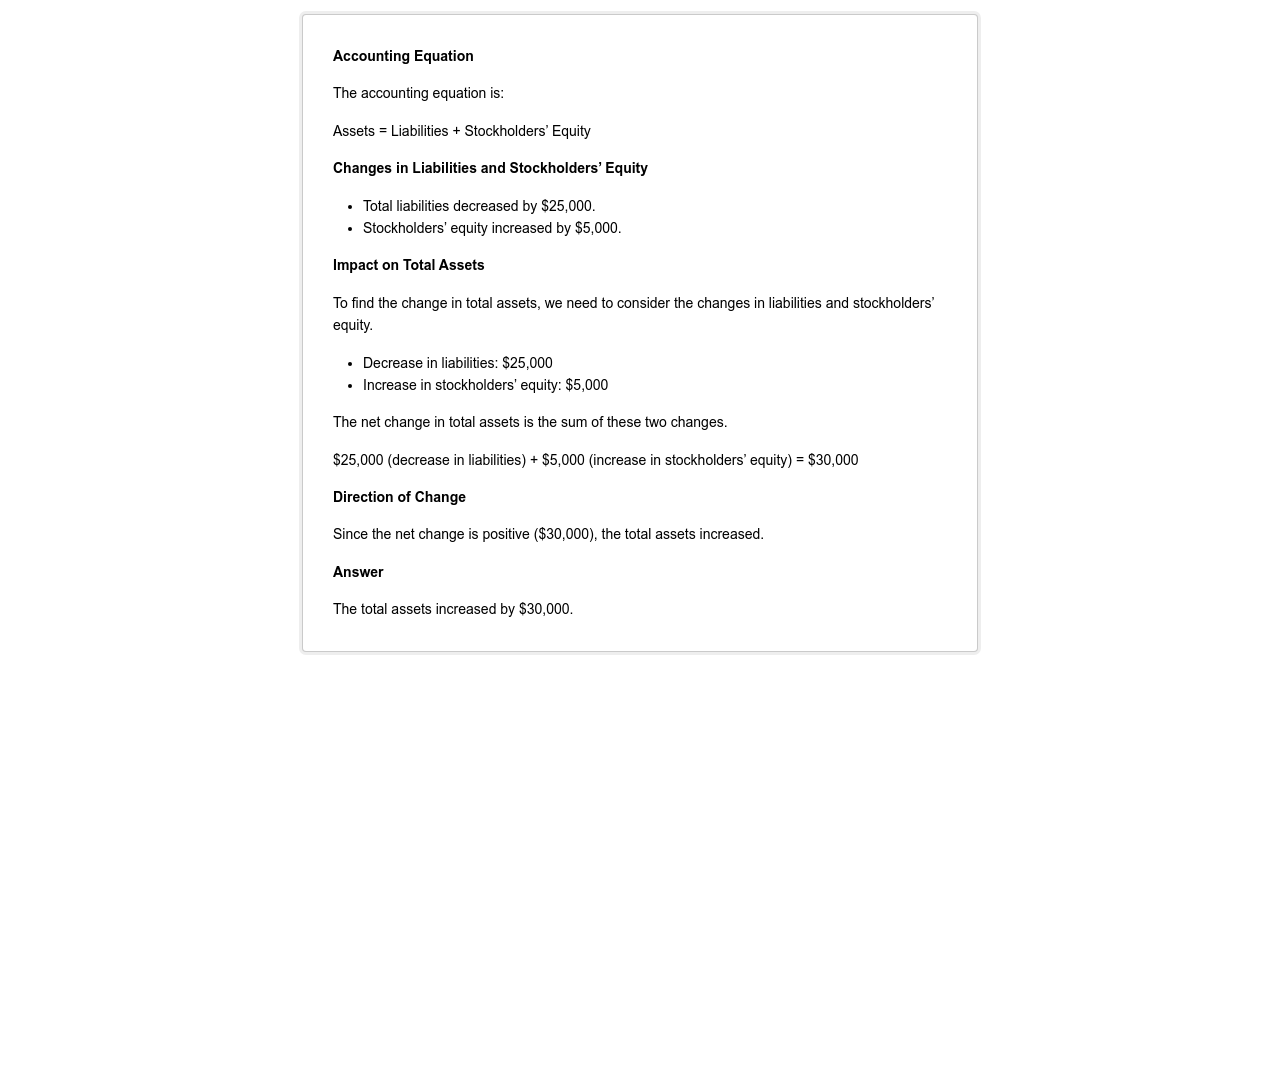 Accounting Equation
The accounting equation is:
Assets = Liabilities + Stockholders’ Equity
Changes in Liabilities and Stockholders’ Equity
• Total liabilities decreased by $25,000.
• Stockholders’ equity increased by $5,000.
Impact on Total Assets
To find the change in total assets, we need to consider the changes in liabilities and stockholders’
equity.
• Decrease in liabilities: $25,000
• Increase in stockholders’ equity: $5,000
The net change in total assets is the sum of these two changes.
$25,000 (decrease in liabilities) + $5,000 (increase in stockholders’ equity) = $30,000
Direction of Change
Since the net change is positive ($30,000), the total assets increased.
Answer
The total assets increased by $30,000.